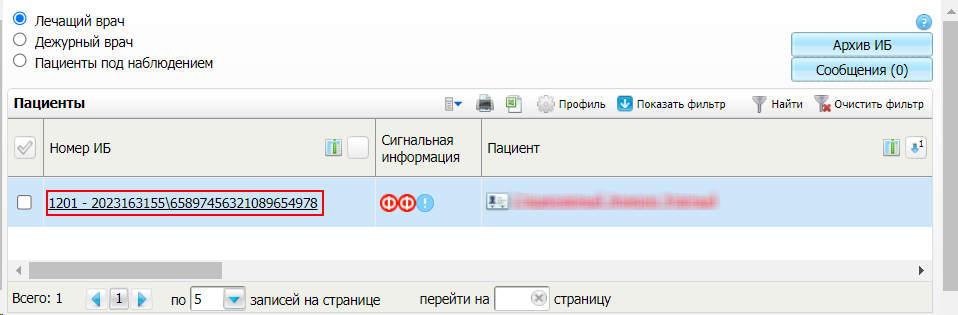 Лечащий врач
Дежурный врач
Пациенты под наблюдением
?
Архив ИБ
Сообщения (0)
Пациенты Профиль Показать фильтр Найти Очистить фильтр
Номер ИБ Сигнальная информация Пациент 1
1201 - 2023163155\65897456321089654978 Ф Ф !
Всего: 1 1 по 5 записей на странице перейти на страницу